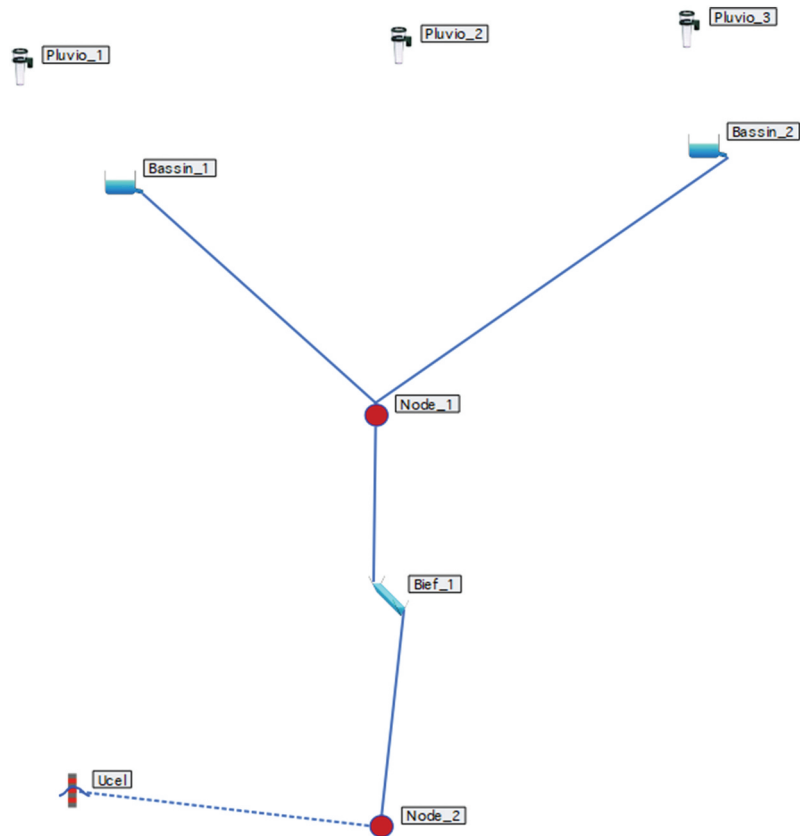 Pluvio_3
Pluvio_2
Pluvio_1
Bassin_2
Bassin_1
Node_1
Bief_1
Ucel
Node_2